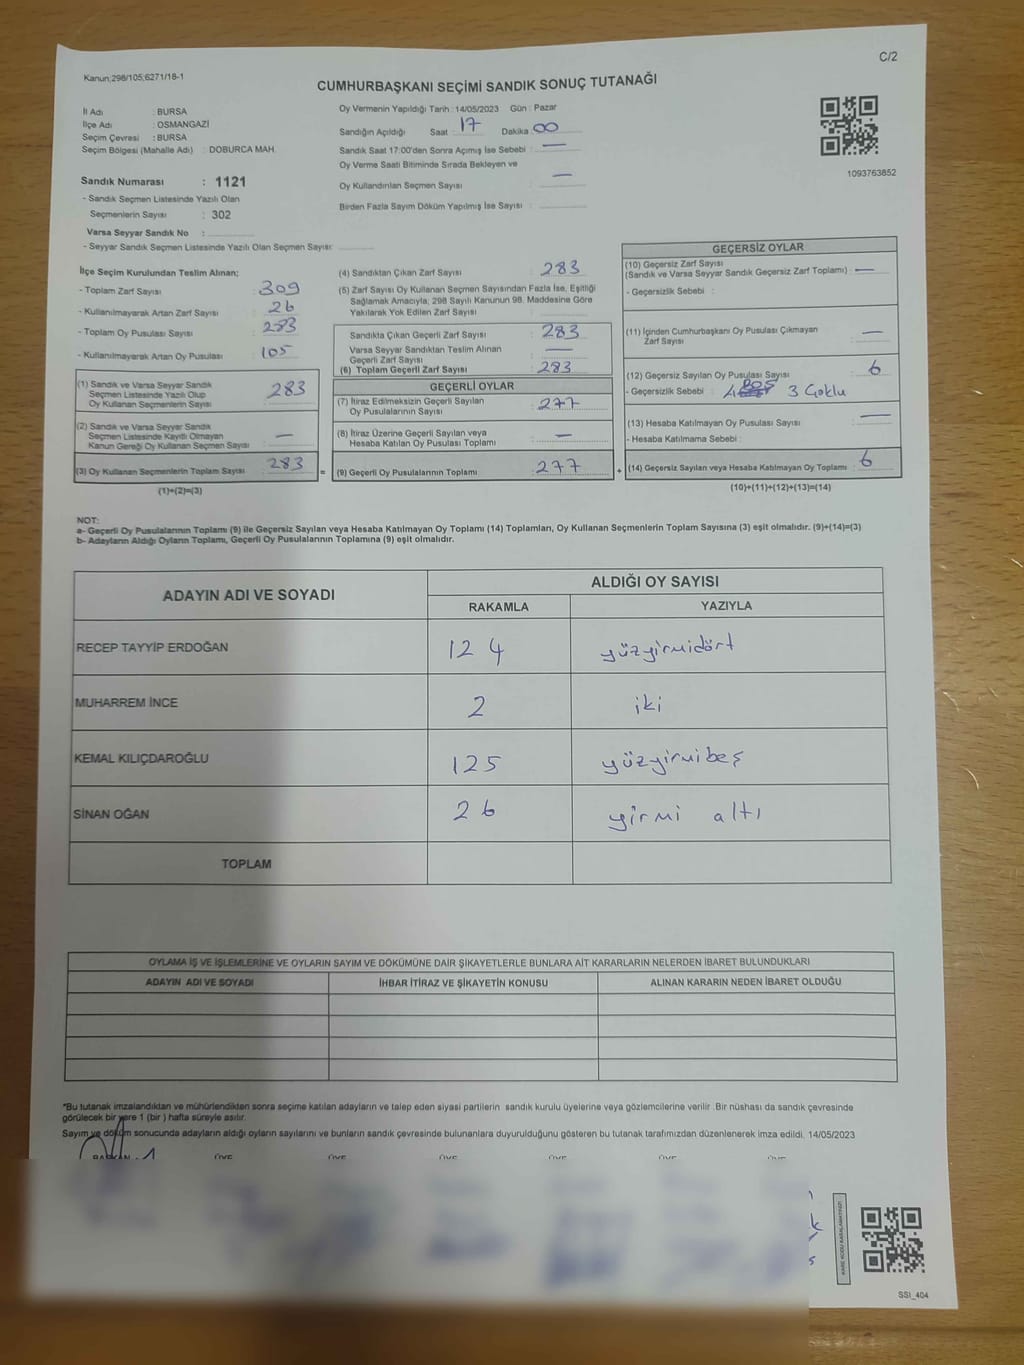 C/2
Kanun;298/105;6271/18-1
CUMHURBAŞKANI SEÇİMİ SANDIK SONUÇ TUTANAĞI
İl Adı : BURSA
İlçe Adı : OSMANGAZİ
Seçim Çevresi : BURSA
Seçim Bölgesi (Mahalle Adı) : DOBURCA MAH.
Sandık Numarası : 1121
- Sandık Seçmen Listesinde Yazılı Olan
Seçmenlerin Sayısı : 302
Varsa Seyyar Sandık No :
- Seyyar Sandık Seçmen Listesinde Yazılı Olan Seçmen Sayısı:
Oy Vermenin Yapıldığı Tarih : 14/05/2023 Gün : Pazar
Sandığın Açıldığı Saat : 17 Dakika : 00
Sandık Saat 17:00'den Sonra Açımış İse Sebebi : —
Oy Verme Saati Bitiminde Sırada Bekleyen ve
Oy Kullandırılan Seçmen Sayısı : —
Birden Fazla Sayım Döküm Yapılmış İse Sayısı :
1093763852
İlçe Seçim Kurulundan Teslim Alınan;
- Toplam Zarf Sayısı : 309
- Kullanılmayarak Artan Zarf Sayısı : 26
- Toplam Oy Pusulası Sayısı : 283
- Kullanılmayarak Artan Oy Pusulası : 105
(1) Sandık ve Varsa Seyyar Sandık
Seçmen Listesinde Yazılı Olup
Oy Kullanan Seçmenlerin Sayısı : 283
(2) Sandık ve Varsa Seyyar Sandık
Seçmen Listesinde Kayıtlı Olmayan
Kanun Gereği Oy Kullanan Seçmen Sayısı : —
(3) Oy Kullanan Seçmenlerin Toplam Sayısı : 283 =
(1)+(2)=(3)
(4) Sandıktan Çıkan Zarf Sayısı : 283
(5) Zarf Sayısı Oy Kullanan Seçmen Sayısından Fazla İse, Eşitliği
Sağlamak Amacıyla, 298 Sayılı Kanunun 98. Maddesine Göre
Yakılarak Yok Edilen Zarf Sayısı :
Sandıkta Çıkan Geçerli Zarf Sayısı : 283
Varsa Seyyar Sandıktan Teslim Alınan
Geçerli Zarf Sayısı : —
(6) Toplam Geçerli Zarf Sayısı : 283
GEÇERLİ OYLAR
(7) İtiraz Edilmeksizin Geçerli Sayılan
Oy Pusulalarının Sayısı : 277
(8) İtiraz Üzerine Geçerli Sayılan veya
Hesaba Katılan Oy Pusulası Toplamı : —
(9) Geçerli Oy Pusulalarının Toplamı : 277 +
GEÇERSİZ OYLAR
(10) Geçersiz Zarf Sayısı
(Sandık ve Varsa Seyyar Sandık Geçersiz Zarf Toplamı) : —
- Geçersizlik Sebebi :
(11) İçinden Cumhurbaşkanı Oy Pusulası Çıkmayan
Zarf Sayısı : —
(12) Geçersiz Sayılan Oy Pusulası Sayısı : 6
- Geçersizlik Sebebi : 3 Çoklu
(13) Hesaba Katılmayan Oy Pusulası Sayısı : —
- Hesaba Katılmama Sebebi :
(14) Geçersiz Sayılan veya Hesaba Katılmayan Oy Toplamı : 6
(10)+(11)+(12)+(13)=(14)
NOT:
a- Geçerli Oy Pusulalarının Toplamı (9) ile Geçersiz Sayılan veya Hesaba Katılmayan Oy Toplamı (14) Toplamları, Oy Kullanan Seçmenlerin Toplam Sayısına (3) eşit olmalıdır. (9)+(14)=(3)
b- Adayların Aldığı Oyların Toplamı, Geçerli Oy Pusulalarının Toplamına (9) eşit olmalıdır.
ADAYIN ADI VE SOYADI ALDIĞI OY SAYISI
RAKAMLA YAZIYLA
RECEP TAYYİP ERDOĞAN 124 yüzyirmidört
MUHARREM İNCE 2 iki
KEMAL KILIÇDAROĞLU 125 yüzyirmibeş
SİNAN OĞAN 26 yirmi altı
TOPLAM
OYLAMA İŞ VE İŞLEMLERİNE VE OYLARIN SAYIM VE DÖKÜMÜNE DAİR ŞİKAYETLERLE BUNLARA AİT KARARLARIN NELERDEN İBARET BULUNDUKLARI
ADAYIN ADI VE SOYADI İHBAR İTİRAZ VE ŞİKAYETİN KONUSU ALINAN KARARIN NEDEN İBARET OLDUĞU
*Bu tutanak imzalandıktan ve mühürlendikten sonra seçime katılan adayların ve talep eden siyasi partilerin sandık kurulu üyelerine veya gözlemcilerine verilir. Bir nüshası da sandık çevresinde
görülecek bir yere 1 (bir) hafta süreyle asılır.
Sayım ve döküm sonucunda adayların aldığı oyların sayılarını ve bunların sandık çevresinde bulunanlara duyurulduğunu gösteren bu tutanak tarafımızdan düzenlenerek imza edildi. 14/05/2023
BAŞKAN ÜYE ÜYE ÜYE ÜYE ÜYE ÜYE
SSI_404